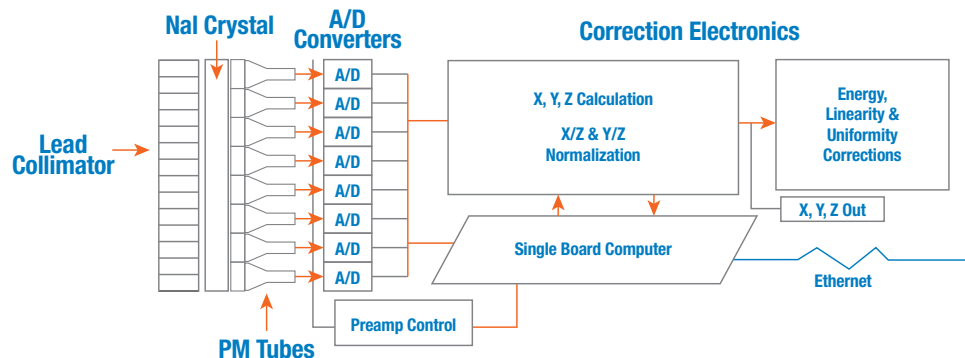 NaI Crystal
A/D
Converters
Correction Electronics
Lead
Collimator
A/D
A/D
A/D
A/D
A/D
A/D
A/D
A/D
X, Y, Z Calculation
X/Z & Y/Z
Normalization
Energy,
Linearity &
Uniformity
Corrections
X, Y, Z Out
Single Board Computer
Ethernet
Preamp Control
PM Tubes